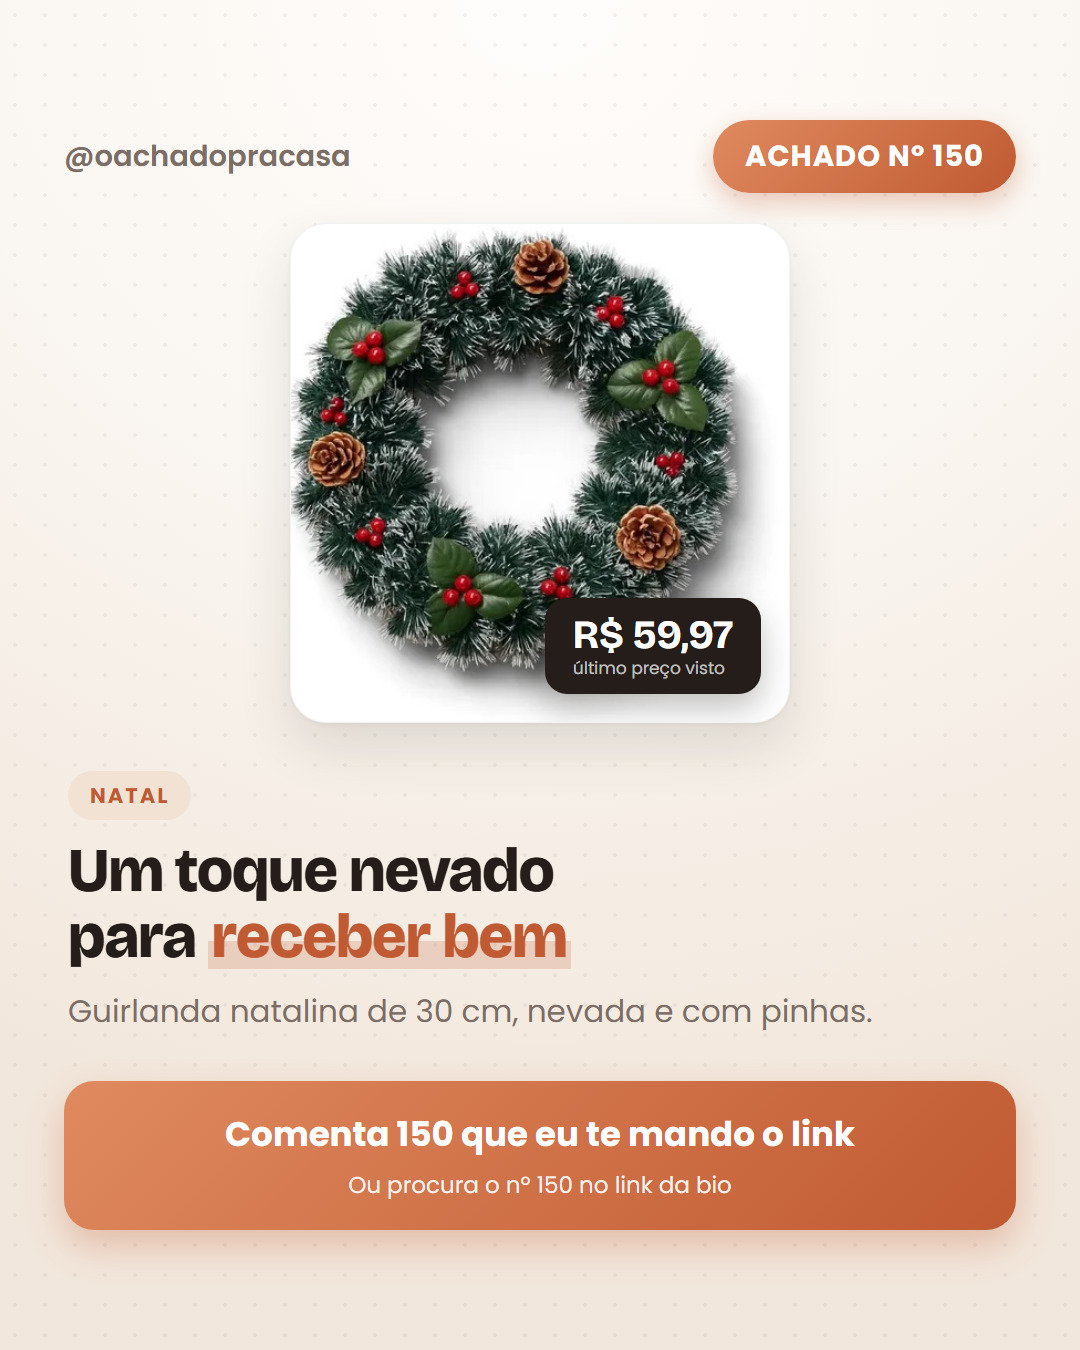 @oachadopracasa
ACHADO Nº 150
R$ 59,97
último preço visto
NATAL
Um toque nevado
para receber bem
Guirlanda natalina de 30 cm, nevada e com pinhas.
Comenta 150 que eu te mando o link
Ou procura o nº 150 no link da bio